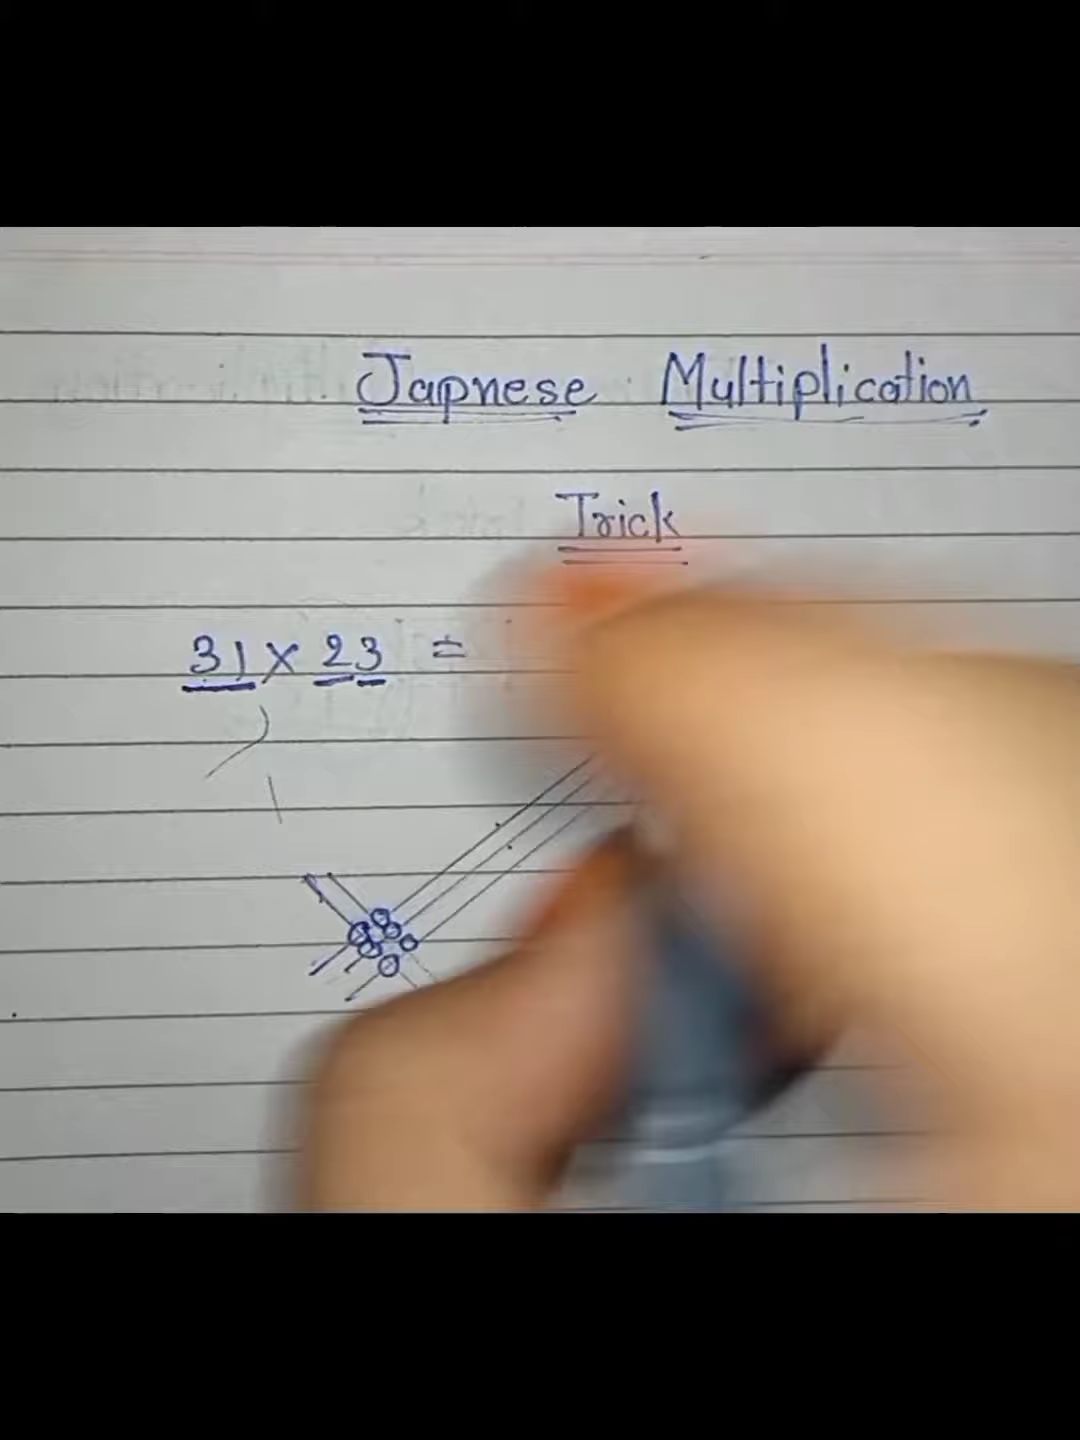 Japnese Multiplication
Trick
31 × 23 =